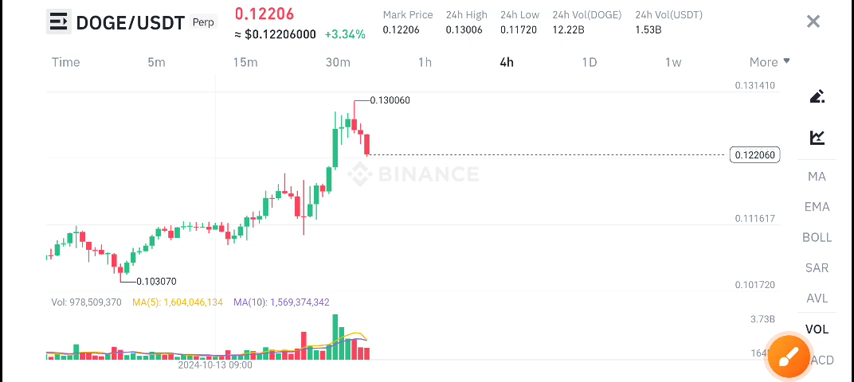 DOGE/USDT Perp
0.12206
≈ $0.12206000 +3.34%
Mark Price 24h High 24h Low 24h Vol(DOGE) 24h Vol(USDT)
0.12206 0.13006 0.11720 12.22B 1.53B
Time 5m 15m 30m 1h 4h 1D 1w More
0.131410
0.130060
0.122060
BINANCE
MA
EMA
0.111617
BOLL
SAR
0.103070
0.101720
AVL
Vol: 978,509,370 MA(5): 1,604,046,134 MA(10): 1,569,374,342
3.73B
VOL
164
ACD
2024-10-13 09:00